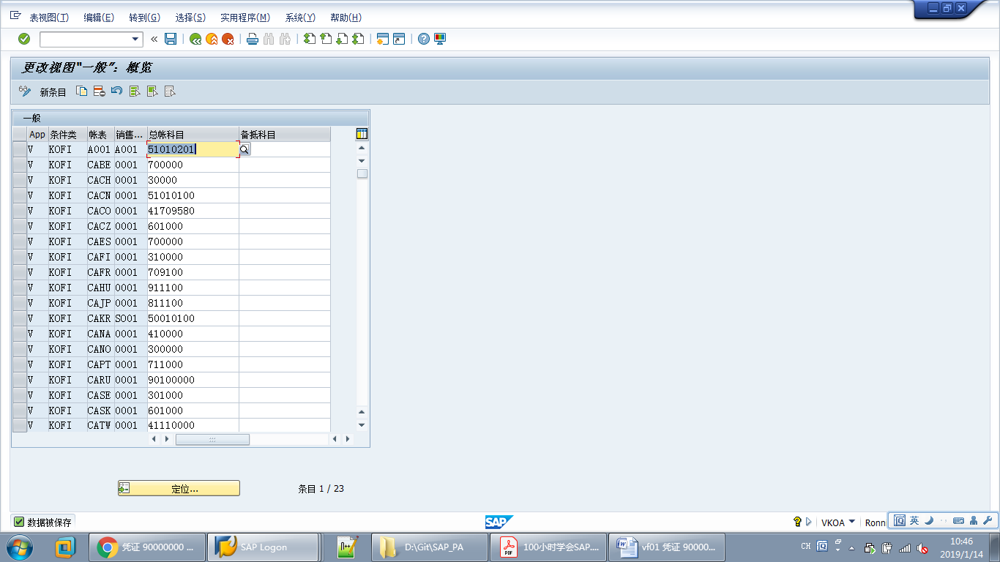 表视图(T) 编辑(E) 转到(G) 选择(S) 实用程序(M) 系统(Y) 帮助(H)
更改视图"一般": 概览
新条目
一般
App 条件类 帐表 销售... 总帐科目 备抵科目
V KOFI A001 A001 51010201
V KOFI CABE 0001 700000
V KOFI CACH 0001 30000
V KOFI CACN 0001 51010100
V KOFI CACO 0001 41709580
V KOFI CACZ 0001 601000
V KOFI CAES 0001 700000
V KOFI CAFI 0001 310000
V KOFI CAFR 0001 709100
V KOFI CAHU 0001 911100
V KOFI CAJP 0001 811100
V KOFI CAKR SO01 50010100
V KOFI CANA 0001 410000
V KOFI CANO 0001 300000
V KOFI CAPT 0001 711000
V KOFI CARU 0001 90100000
V KOFI CASE 0001 301000
V KOFI CASK 0001 601000
V KOFI CATW 0001 41110000
定位... 条目 1 / 23
数据被保存 SAP VKOA Ronn 英
凭证 90000000 ... SAP Logon D:\Git\SAP_PA 100小时学会SAP.... vf01 凭证 90000... CH 10:46
2019/1/14